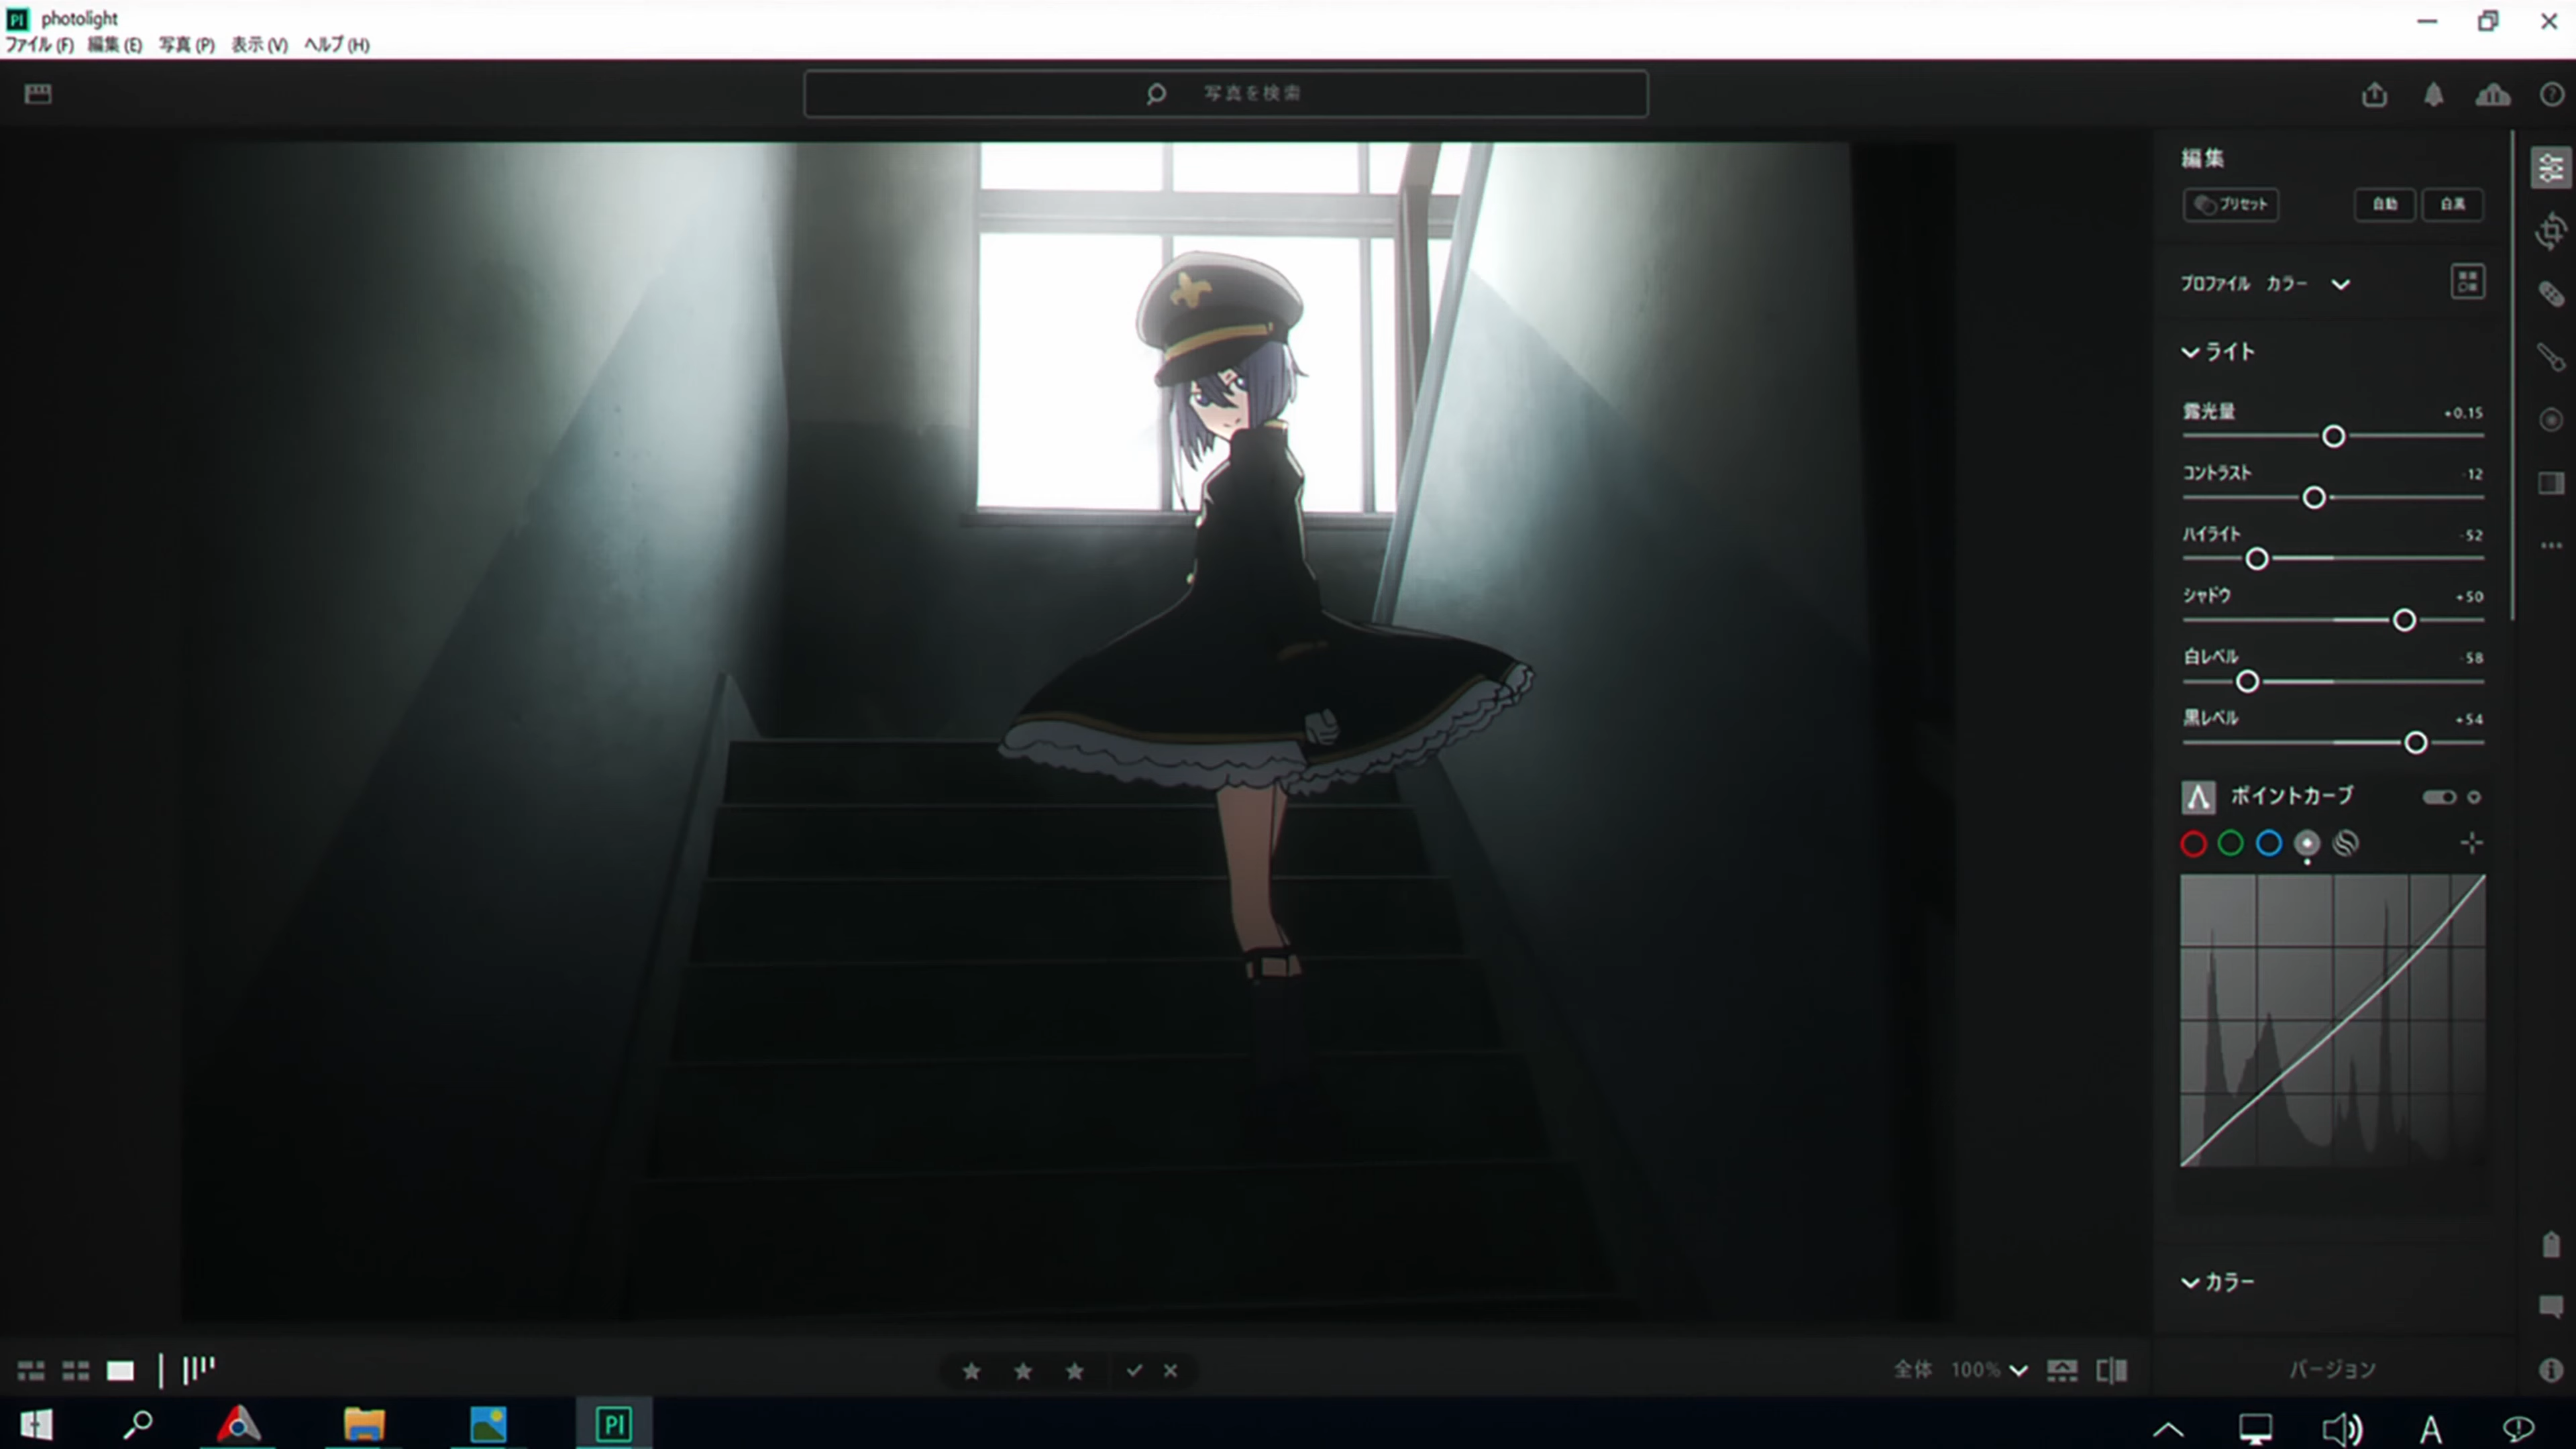 Pl photolight
ファイル(F) 編集(E) 写真(P) 表示(V) ヘルプ(H)
写真を検索
編集
プリセット 自動 白黒
プロファイル カラー
ライト
露光量 +0.15
コントラスト -12
ハイライト -52
シャドウ +50
白レベル -58
黒レベル +54
ポイントカーブ
カラー
全体 100%
バージョン
Pl
A